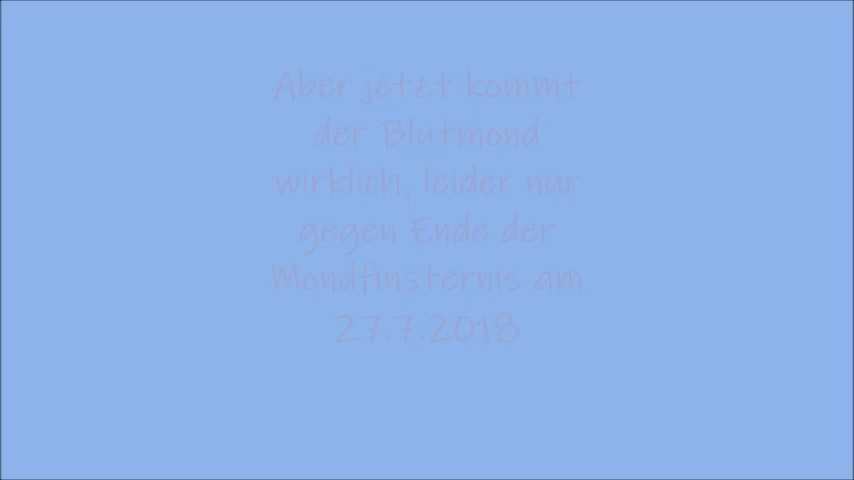 Aber jetzt kommt
der Blutmond
wirklich, leider nur
gegen Ende der
Mondfinsternis am
27.7.2018